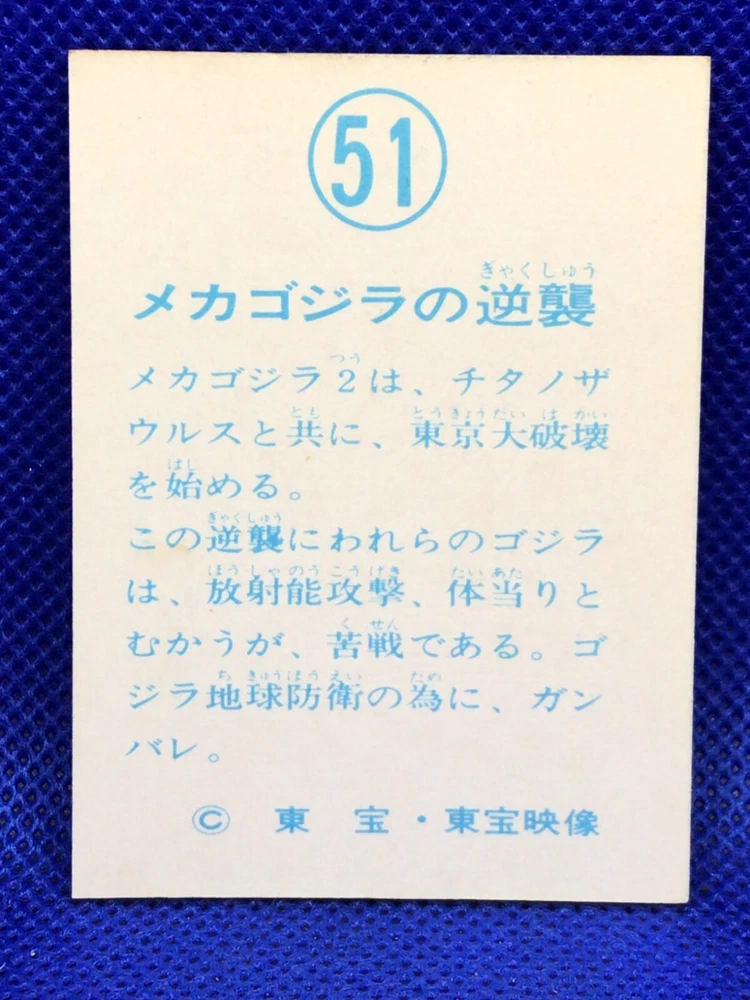 51
メカゴジラの逆襲
メカゴジラ2は、チタノザ
ウルスと共に、東京大破壊
を始める。
この逆襲にわれらのゴジラ
は、放射能攻撃、体当りと
むかうが、苦戦である。ゴ
ジラ地球防衛の為に、ガン
バレ。
© 東 宝・東宝映像